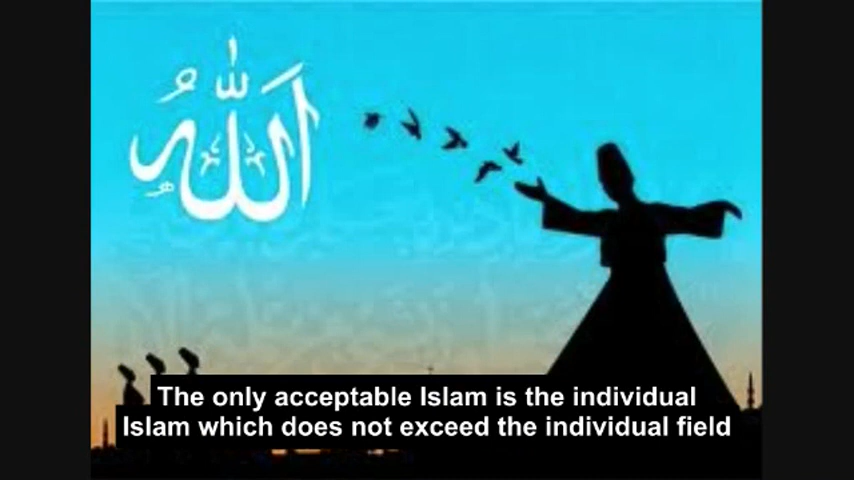 الله
The only acceptable Islam is the individual
Islam which does not exceed the individual field